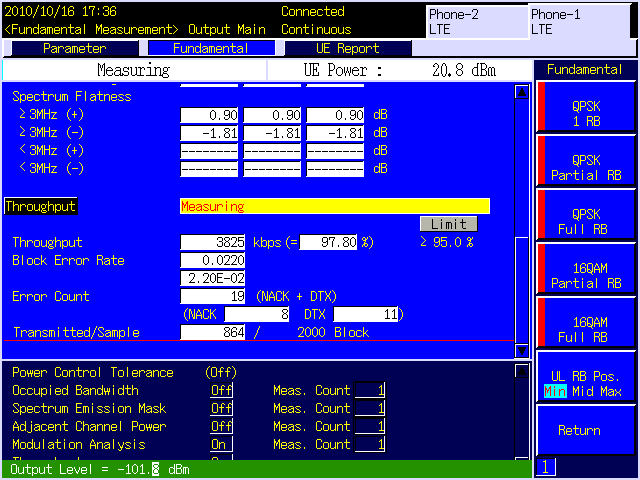 2010/10/16 17:36 Connected Phone-2 Phone-1
<Fundamental Measurement> Output Main Continuous LTE LTE
Parameter Fundamental UE Report
Measuring UE Power : 20.8 dBm Fundamental
Spectrum Flatness
≥3MHz (+) 0.90 0.90 0.90 dB
≥3MHz (-) -1.81 -1.81 -1.81 dB
<3MHz (+) ------- ------- ------- dB
<3MHz (-) ------- ------- ------- dB
Throughput Measuring
Limit
Throughput 3825 kbps (= 97.80 %) ≥ 95.0 %
Block Error Rate 0.0220
2.20E-02
Error Count 19 (NACK + DTX)
(NACK 8 DTX 11)
Transmitted/Sample 864 / 2000 Block
Power Control Tolerance (Off)
Occupied Bandwidth Off Meas. Count 1
Spectrum Emission Mask Off Meas. Count 1
Adjacent Channel Power Off Meas. Count 1
Modulation Analysis On Meas. Count 1
Output Level = -101.8 dBm
QPSK
1 RB
QPSK
Partial RB
QPSK
Full RB
16QAM
Partial RB
16QAM
Full RB
UL RB Pos.
Min Mid Max
Return
1